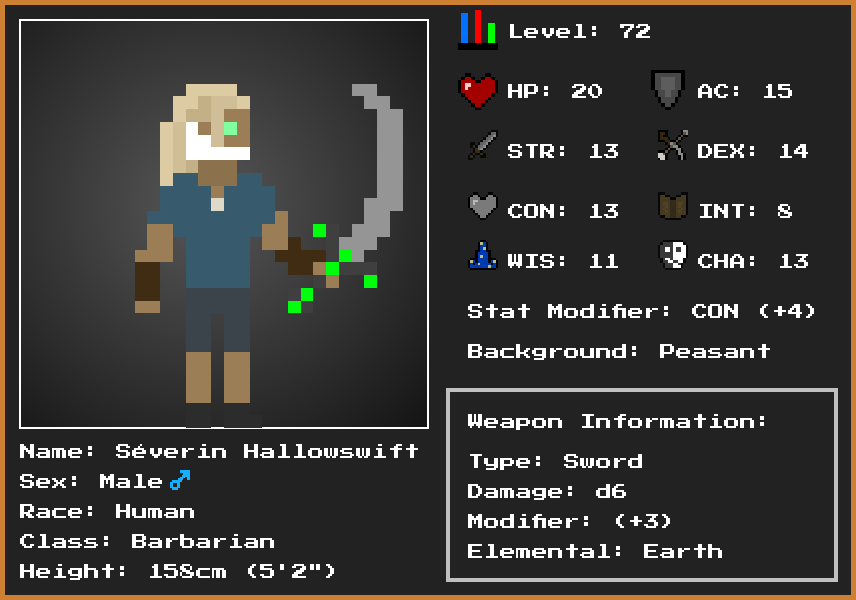 Level: 72
HP: 20
AC: 15
STR: 13
DEX: 14
CON: 13
INT: 8
WIS: 11
CHA: 13
Stat Modifier: CON (+4)
Background: Peasant
Weapon Information:
Type: Sword
Damage: d6
Modifier: (+3)
Elemental: Earth
Name: Séverin Hallowswift
Sex: Male ♂
Race: Human
Class: Barbarian
Height: 158cm (5'2")